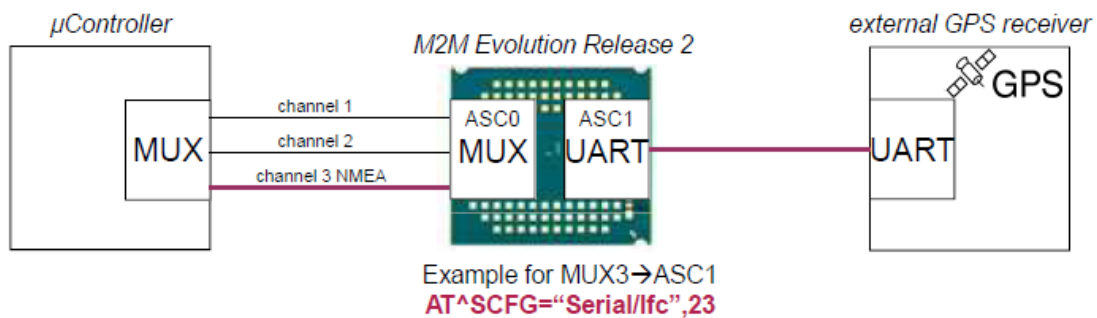 µController
M2M Evolution Release 2
external GPS receiver
GPS
channel 1
ASC0
ASC1
MUX
channel 2
MUX
UART
UART
channel 3 NMEA
Example for MUX3→ASC1
AT^SCFG=“Serial/Ifc”,23